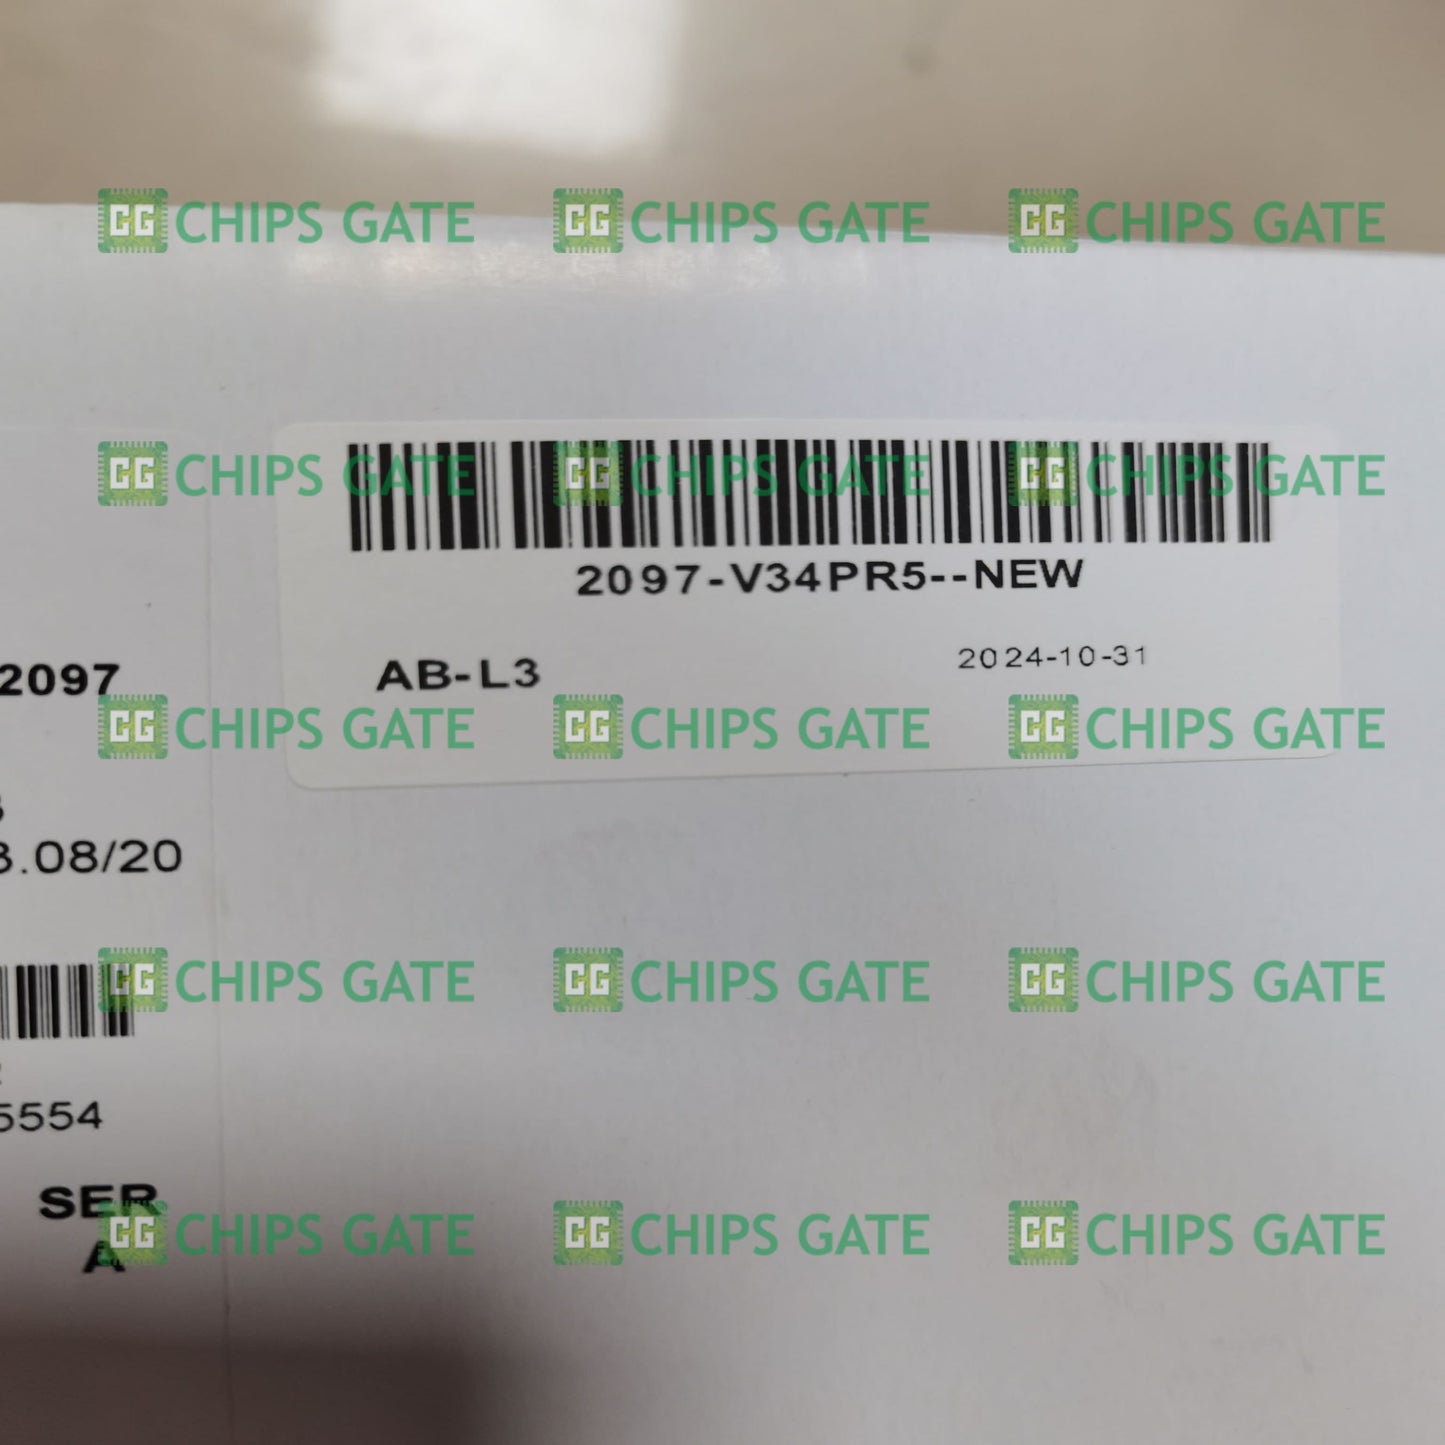 CG CHIPS GATE CG CHIPS GATE CG CHIPS GATE
CG CHIPS GATE CG CHIPS GATE CG CHIPS GATE
2097-V34PR5--NEW
AB-L3 2024-10-31
2097
CG CHIPS GATE CG CHIPS GATE CG CHIPS GATE
.08/20
CG CHIPS GATE CG CHIPS GATE CG CHIPS GATE
5554
SER
A
CG CHIPS GATE CG CHIPS GATE CG CHIPS GATE